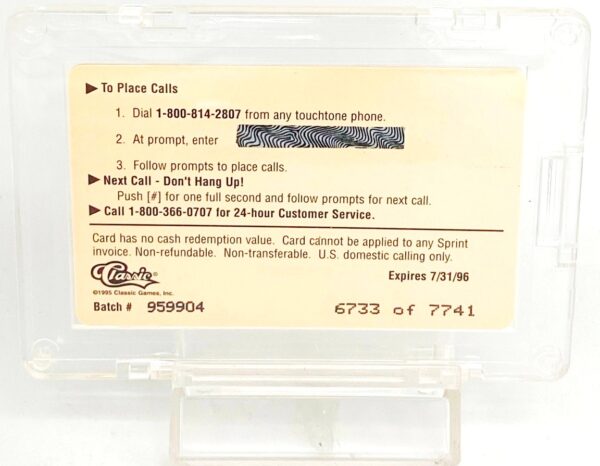 ▶ To Place Calls
1. Dial 1-800-814-2807 from any touchtone phone.
2. At prompt, enter
3. Follow prompts to place calls.
▶ Next Call - Don't Hang Up!
Push [#] for one full second and follow prompts for next call.
▶ Call 1-800-366-0707 for 24-hour Customer Service.
Card has no cash redemption value. Card cannot be applied to any Sprint
invoice. Non-refundable. Non-transferable. U.S. domestic calling only.
Classic® Expires 7/31/96
©1995 Classic Games, Inc.
Batch # 959904 6733 of 7741